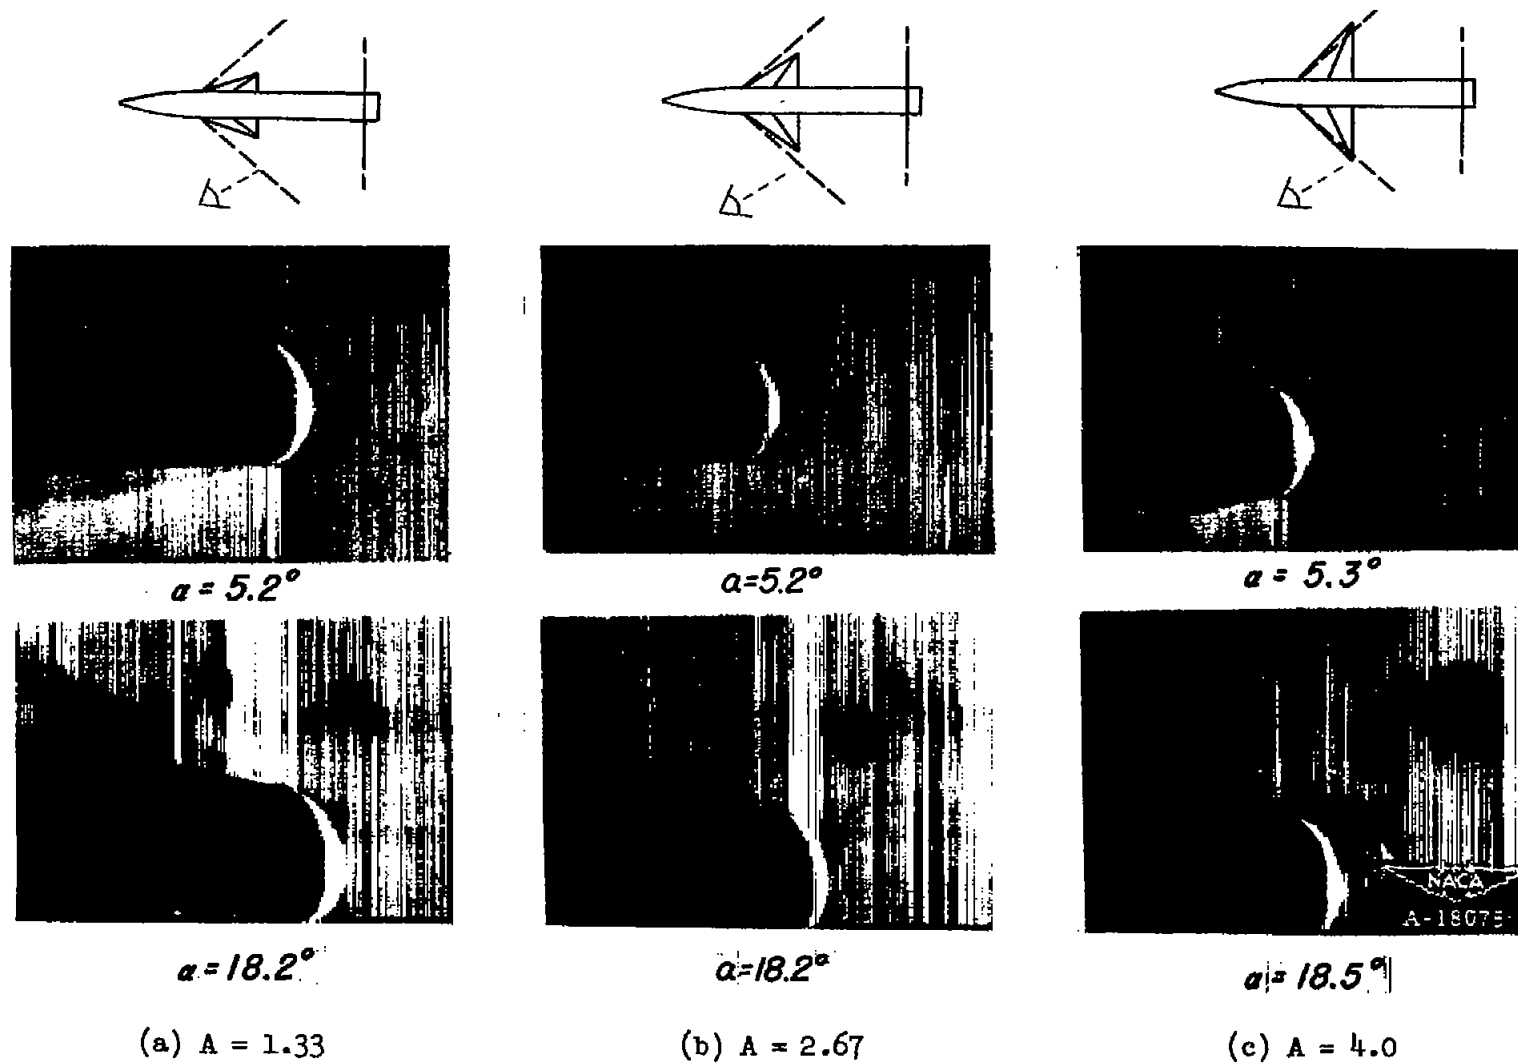 α = 5.2°
α=5.2°
α = 5.3°
NACA
A-18075
α = 18.2°
α=18.2°
α = 18.5°
(a) A = 1.33
(b) A = 2.67
(c) A = 4.0